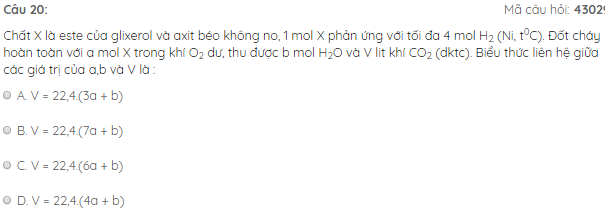 Câu 20: Mã câu hỏi: 4302
Chất X là este của glixerol và axit béo không no, 1 mol X phản ứng với tối đa 4 mol H₂ (Ni, t⁰C). Đốt cháy
hoàn toàn với a mol X trong khí O₂ dư, thu được b mol H₂O và V lit khí CO₂ (dktc). Biểu thức liên hệ giữa
các giá trị của a,b và V là :
A. V = 22,4.(3a + b)
B. V = 22,4.(7a + b)
C. V = 22,4.(6a + b)
D. V = 22,4.(4a + b)